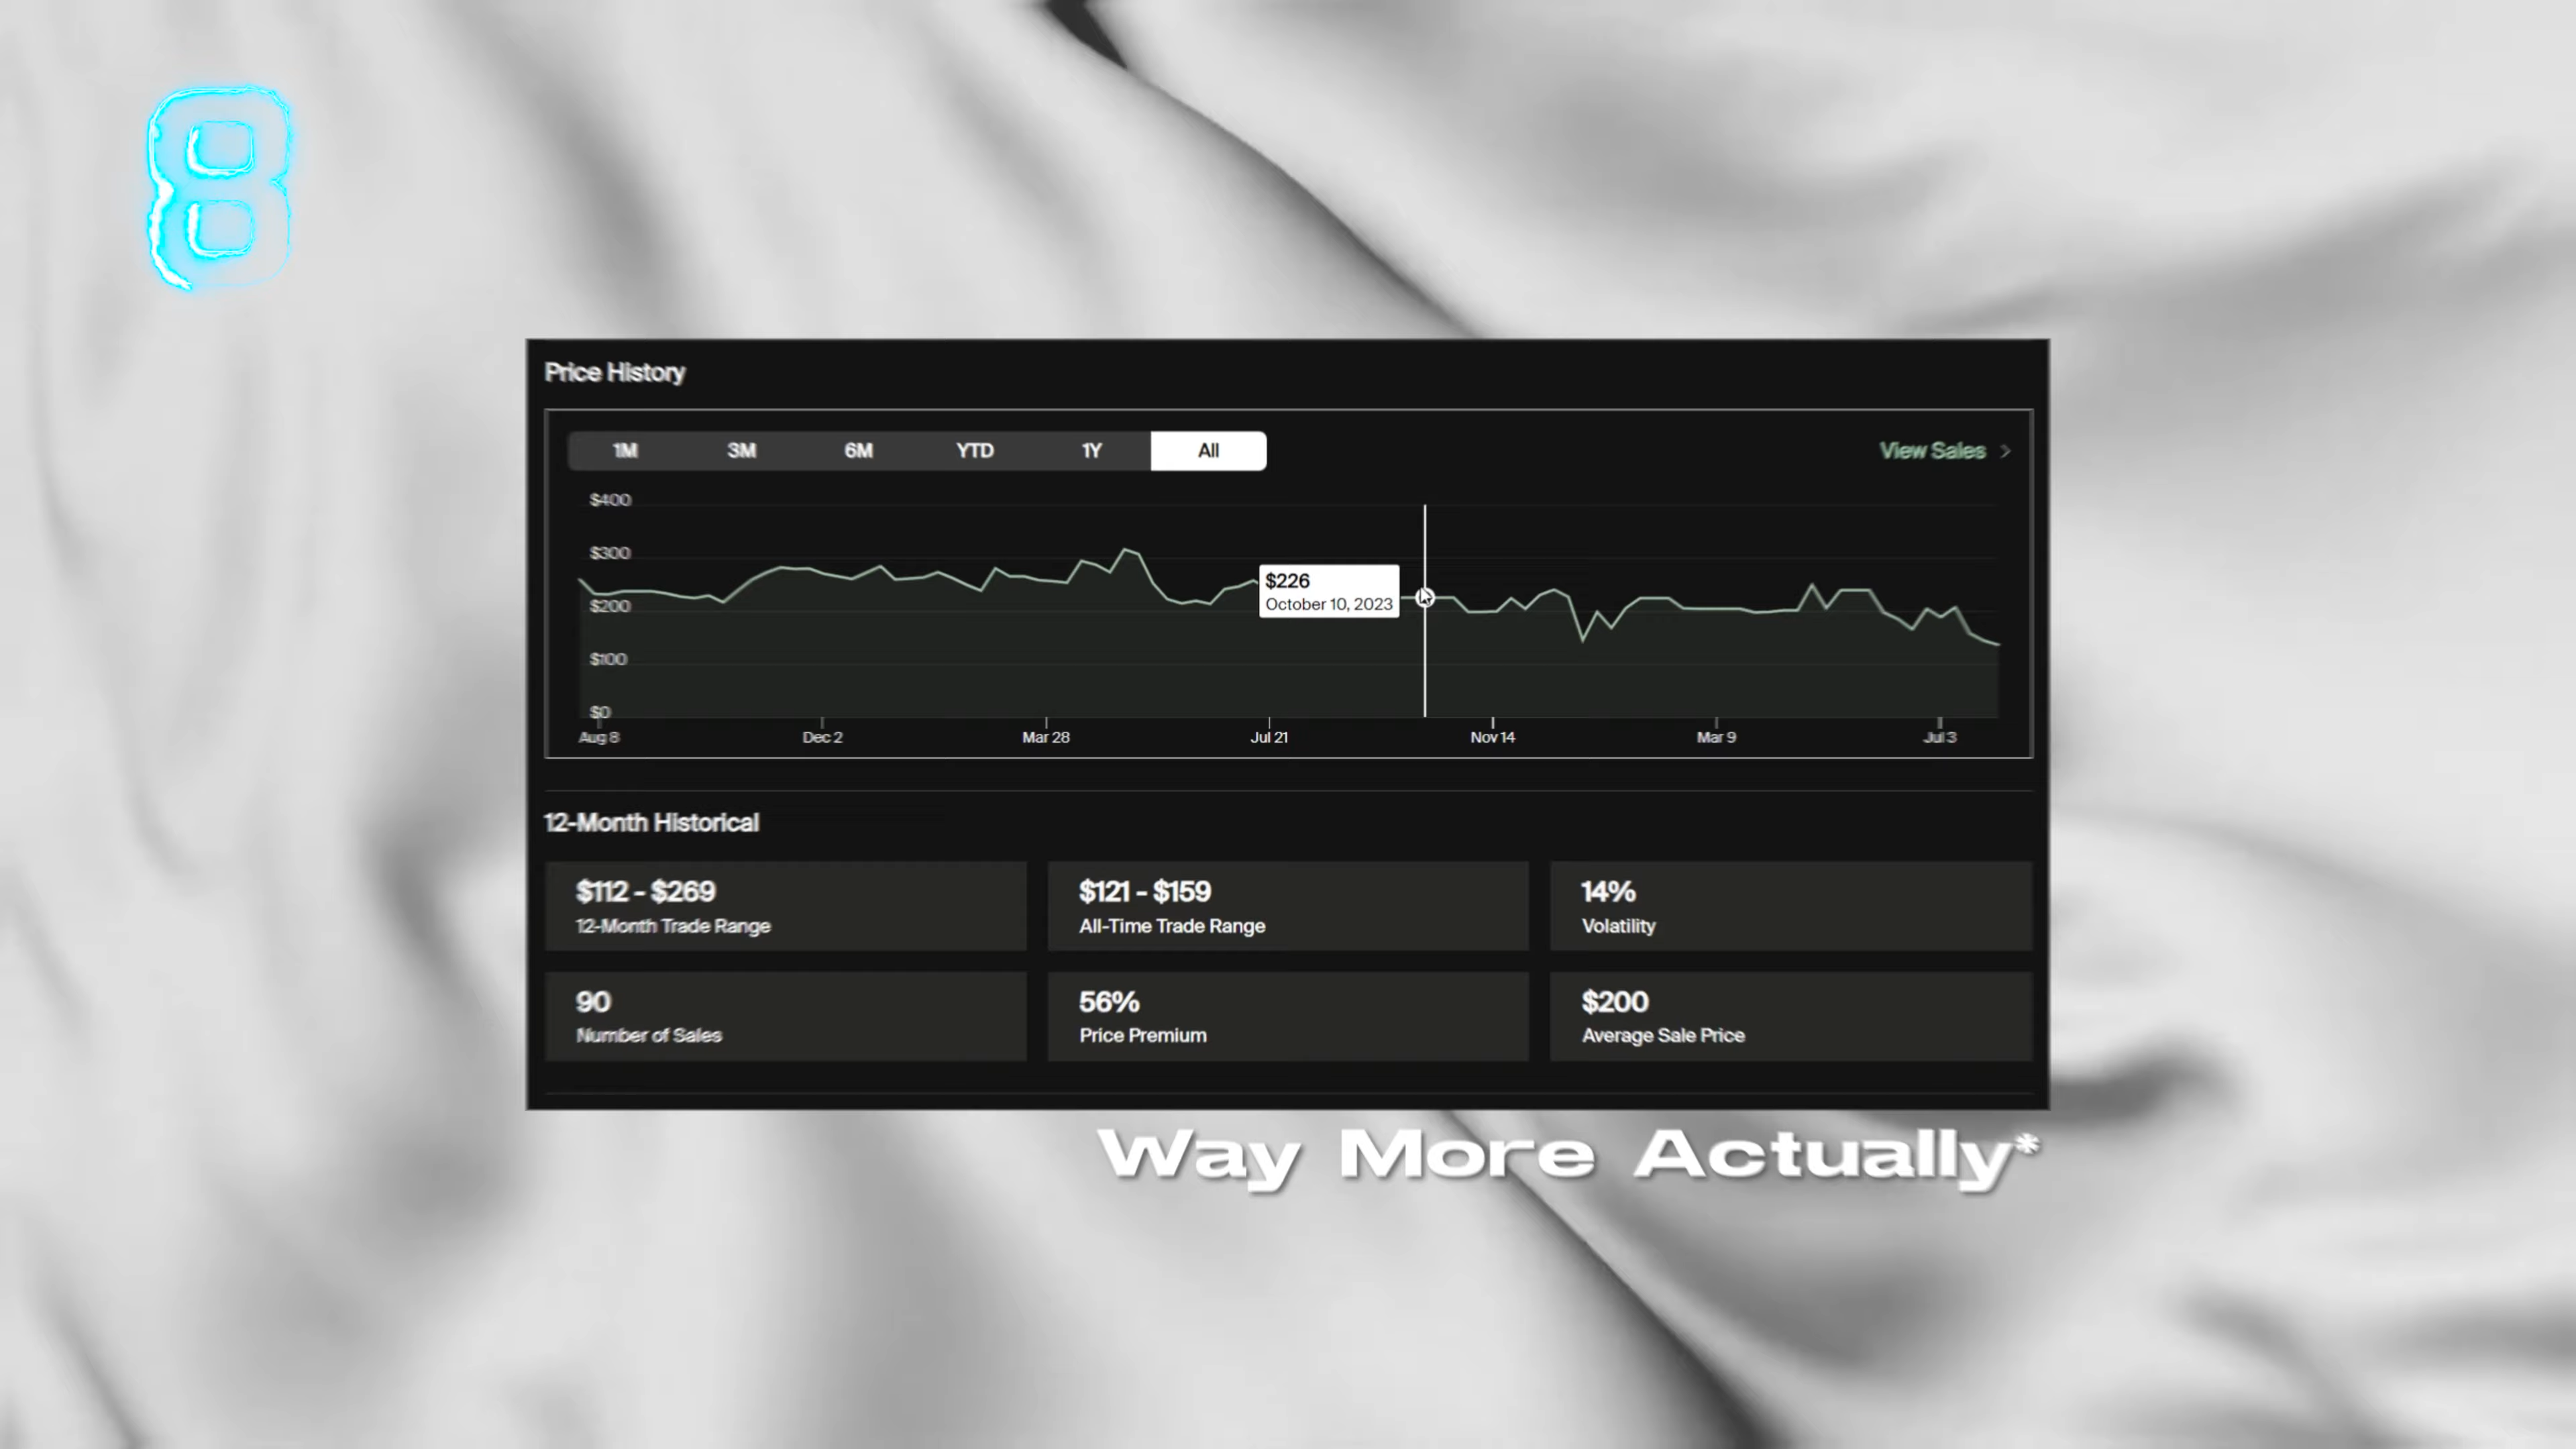 8
Price History
1M 3M 6M YTD 1Y All
View Sales >
$400
$300
$200
$100
$0
$226
October 10, 2023
Aug 8 Dec 2 Mar 28 Jul 21 Nov 14 Mar 9 Jul 3
12-Month Historical
$112 - $269
12-Month Trade Range
$121 - $159
All-Time Trade Range
14%
Volatility
90
Number of Sales
56%
Price Premium
$200
Average Sale Price
Way More Actually*